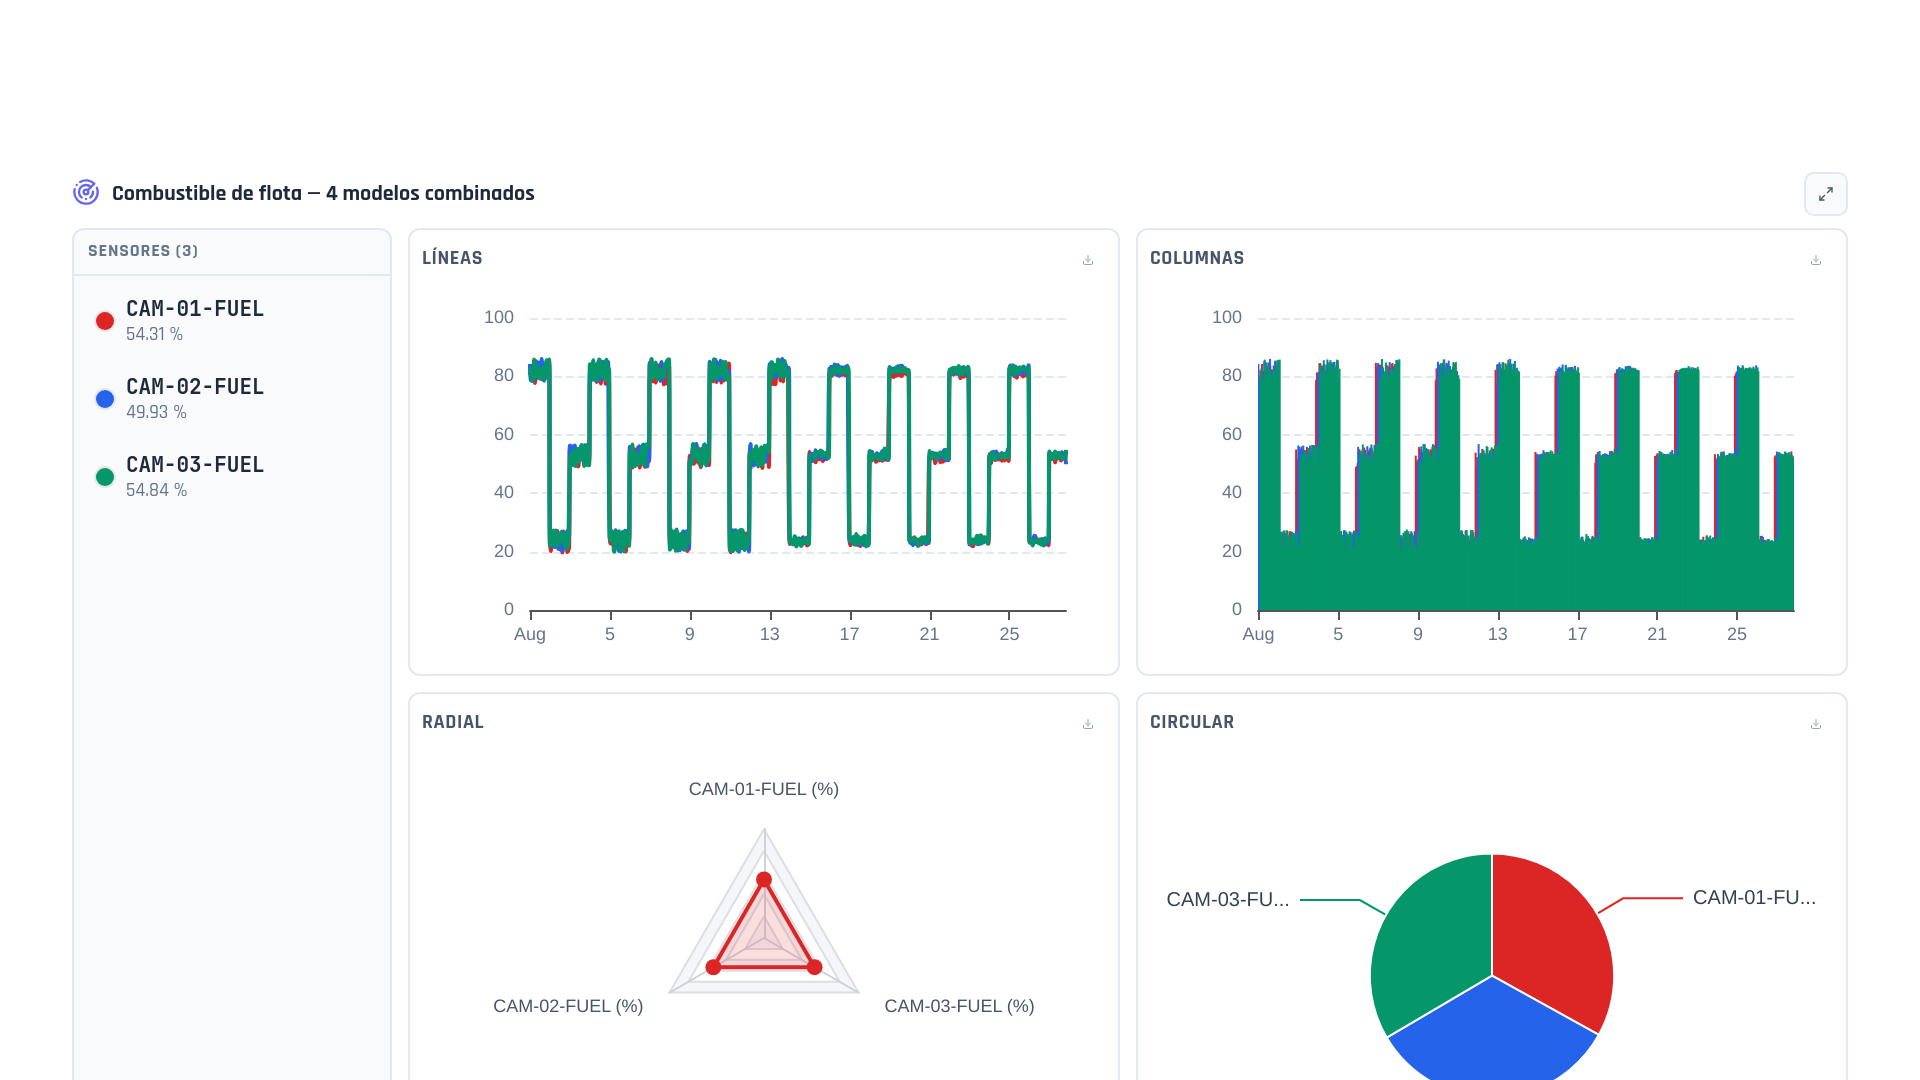 Combustible de flota — 4 modelos combinados
SENSORES (3)
CAM-01-FUEL
54.31 %
CAM-02-FUEL
49.93 %
CAM-03-FUEL
54.84 %
LÍNEAS
100
80
60
40
20
0
Aug 5 9 13 17 21 25
COLUMNAS
100
80
60
40
20
0
Aug 5 9 13 17 21 25
RADIAL
CAM-01-FUEL (%)
CAM-02-FUEL (%)
CAM-03-FUEL (%)
CIRCULAR
CAM-03-FU...
CAM-01-FU...